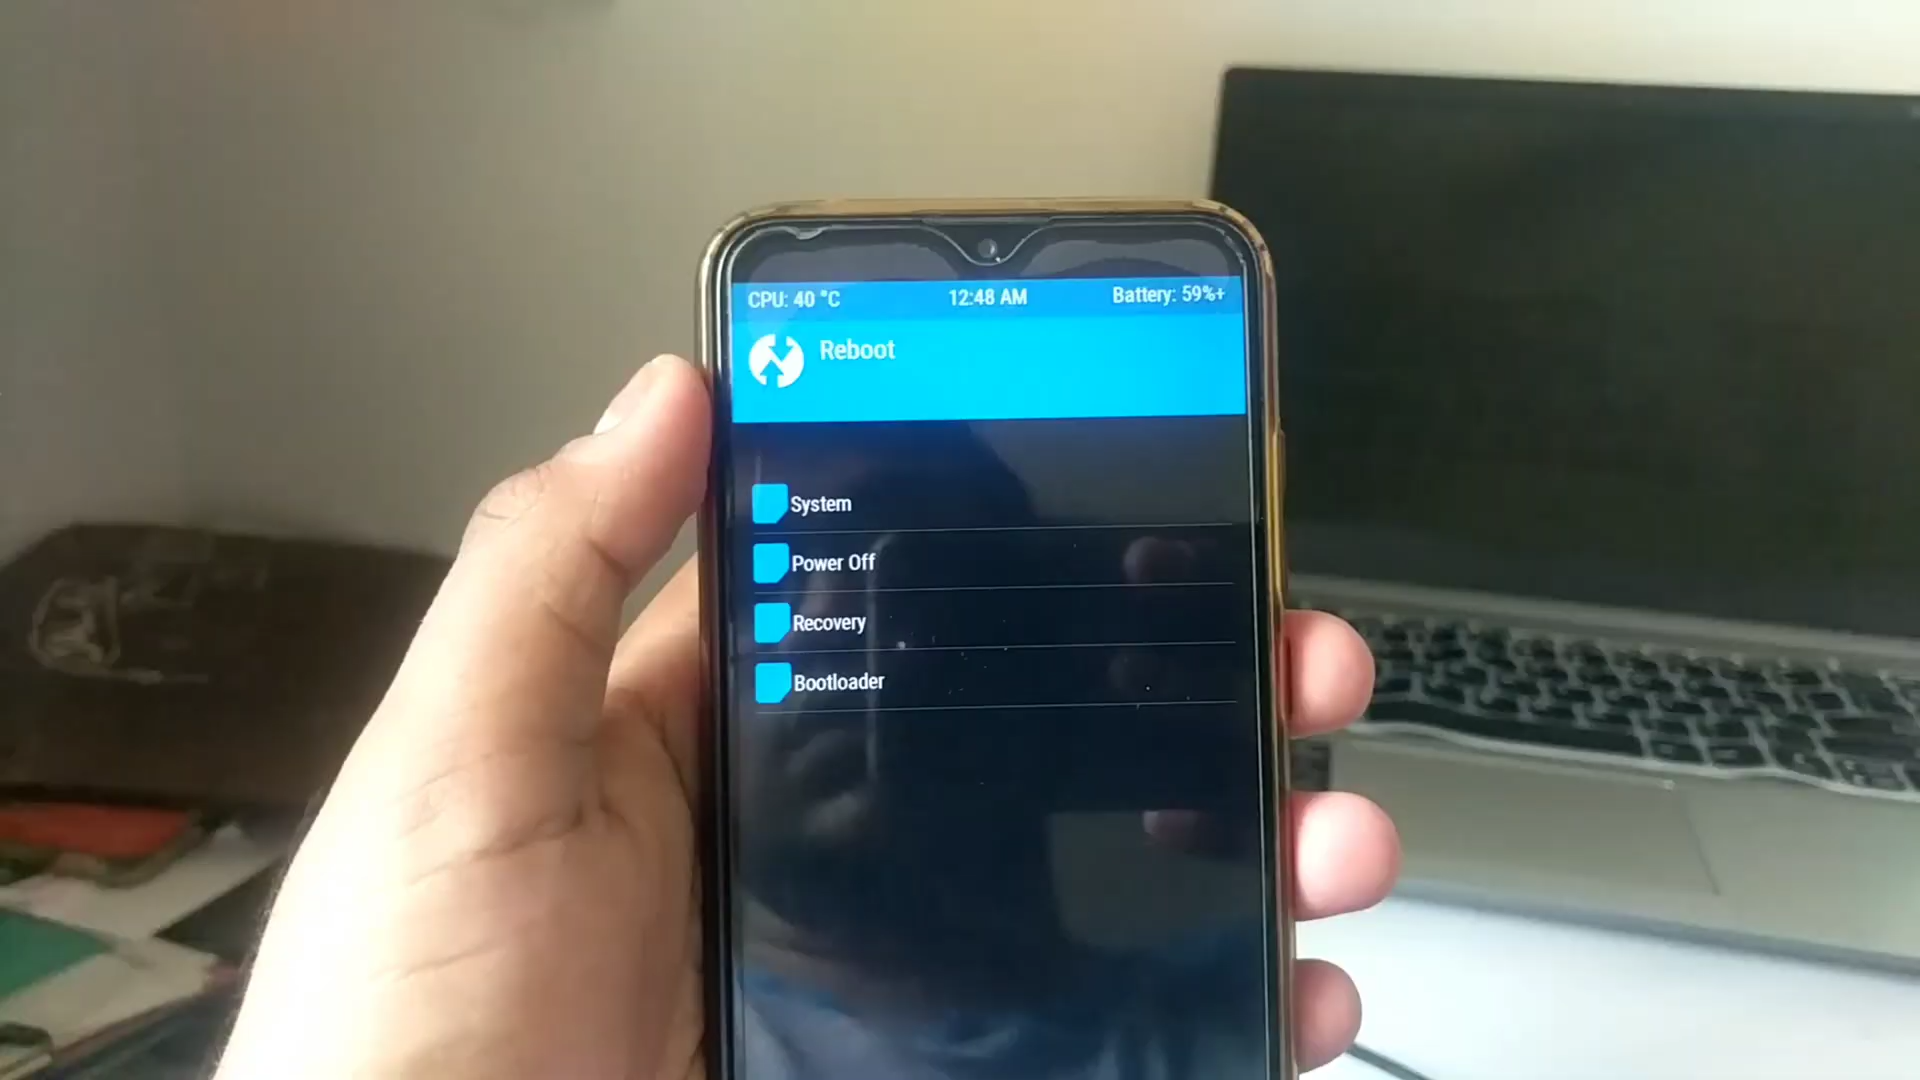 CPU: 40 °C 12:48 AM Battery: 59%+
Reboot
System
Power Off
Recovery
Bootloader